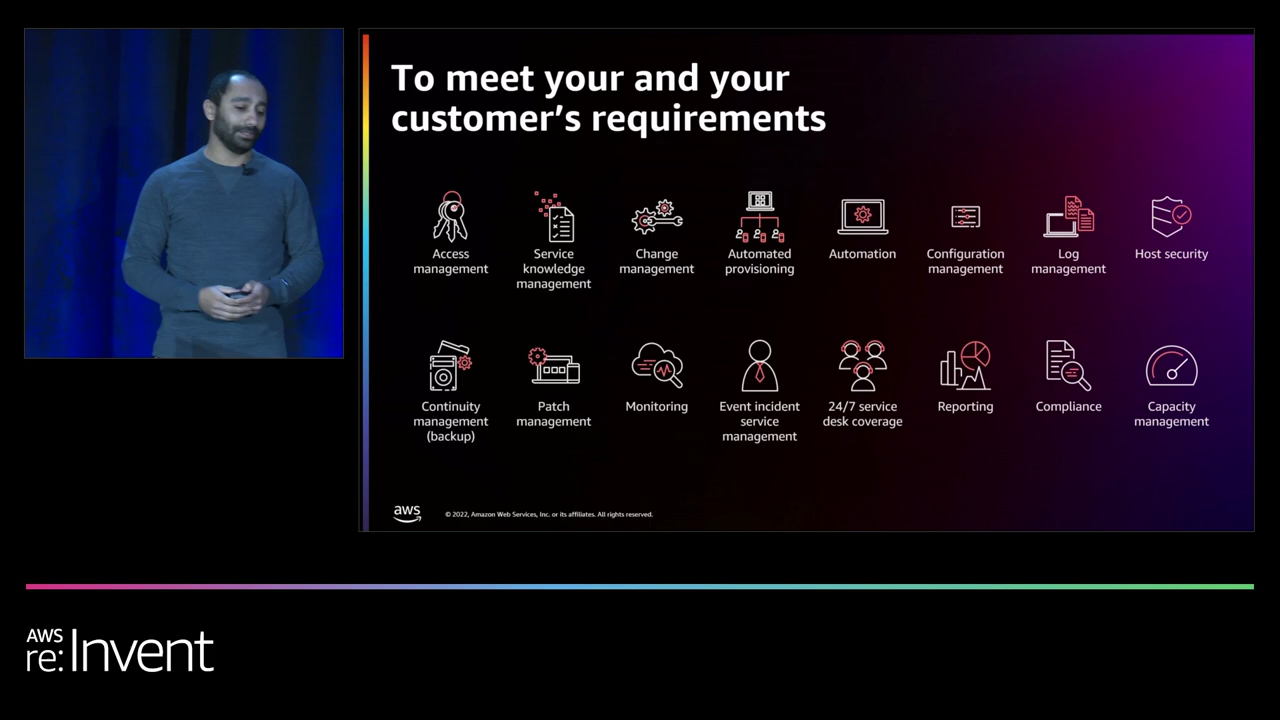 To meet your and your
customer's requirements
Access
management
Service
knowledge
management
Change
management
Automated
provisioning
Automation
Configuration
management
Log
management
Host security
Continuity
management
(backup)
Patch
management
Monitoring
Event incident
service
management
24/7 service
desk coverage
Reporting
Compliance
Capacity
management
aws
© 2022, Amazon Web Services, Inc. or its affiliates. All rights reserved.
AWS
re:Invent